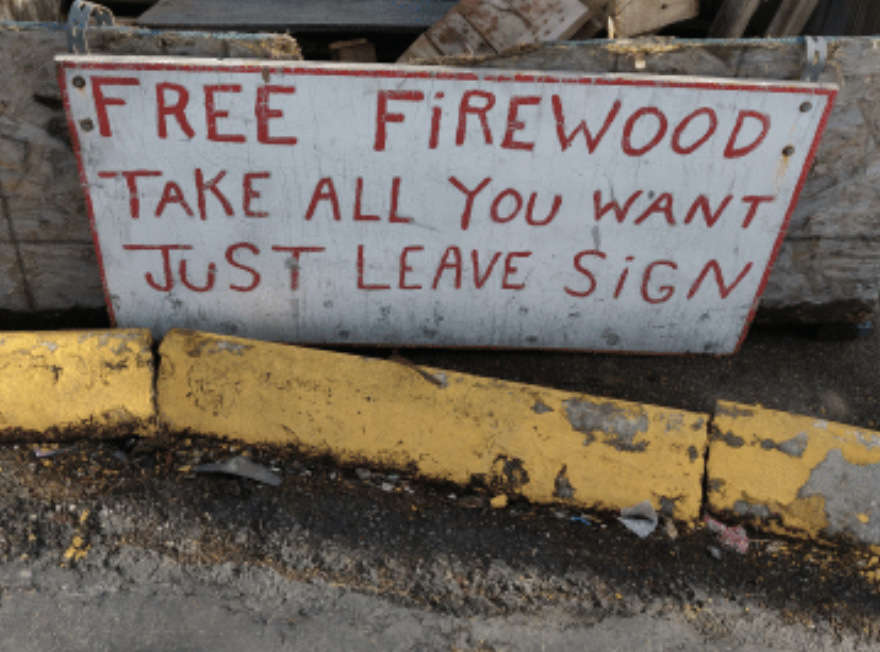 FREE FiREWOOD
TAKE ALL YOU WANT
JuST LEAVE SiGN